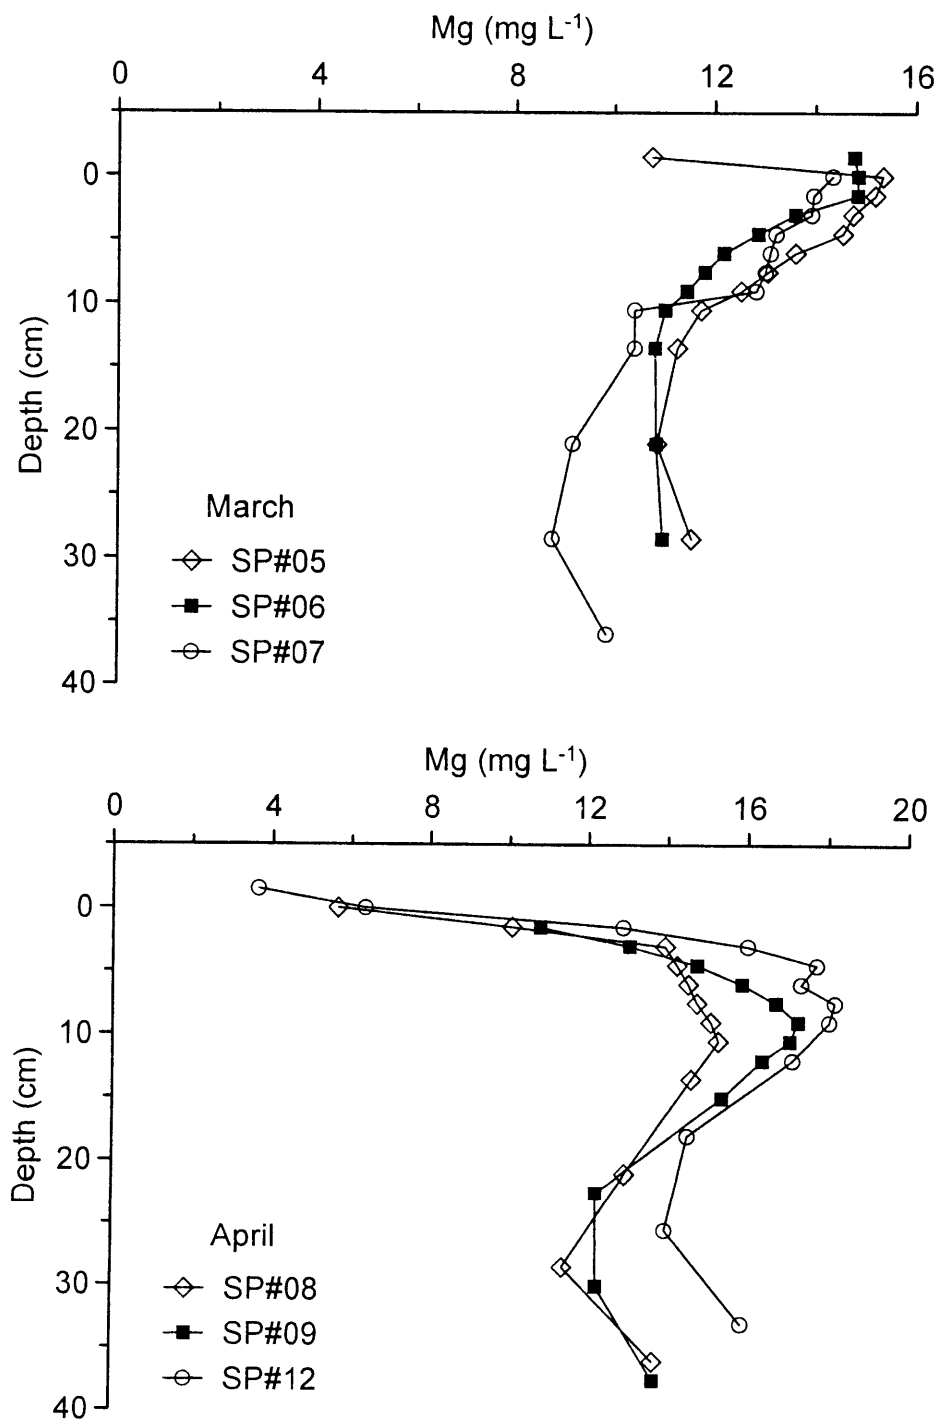 Mg (mg L-1)
0 4 8 12 16
0
10
20
30
40
Depth (cm)
March
SP#05
SP#06
SP#07
Mg (mg L-1)
0 4 8 12 16 20
0
10
20
30
40
Depth (cm)
April
SP#08
SP#09
SP#12